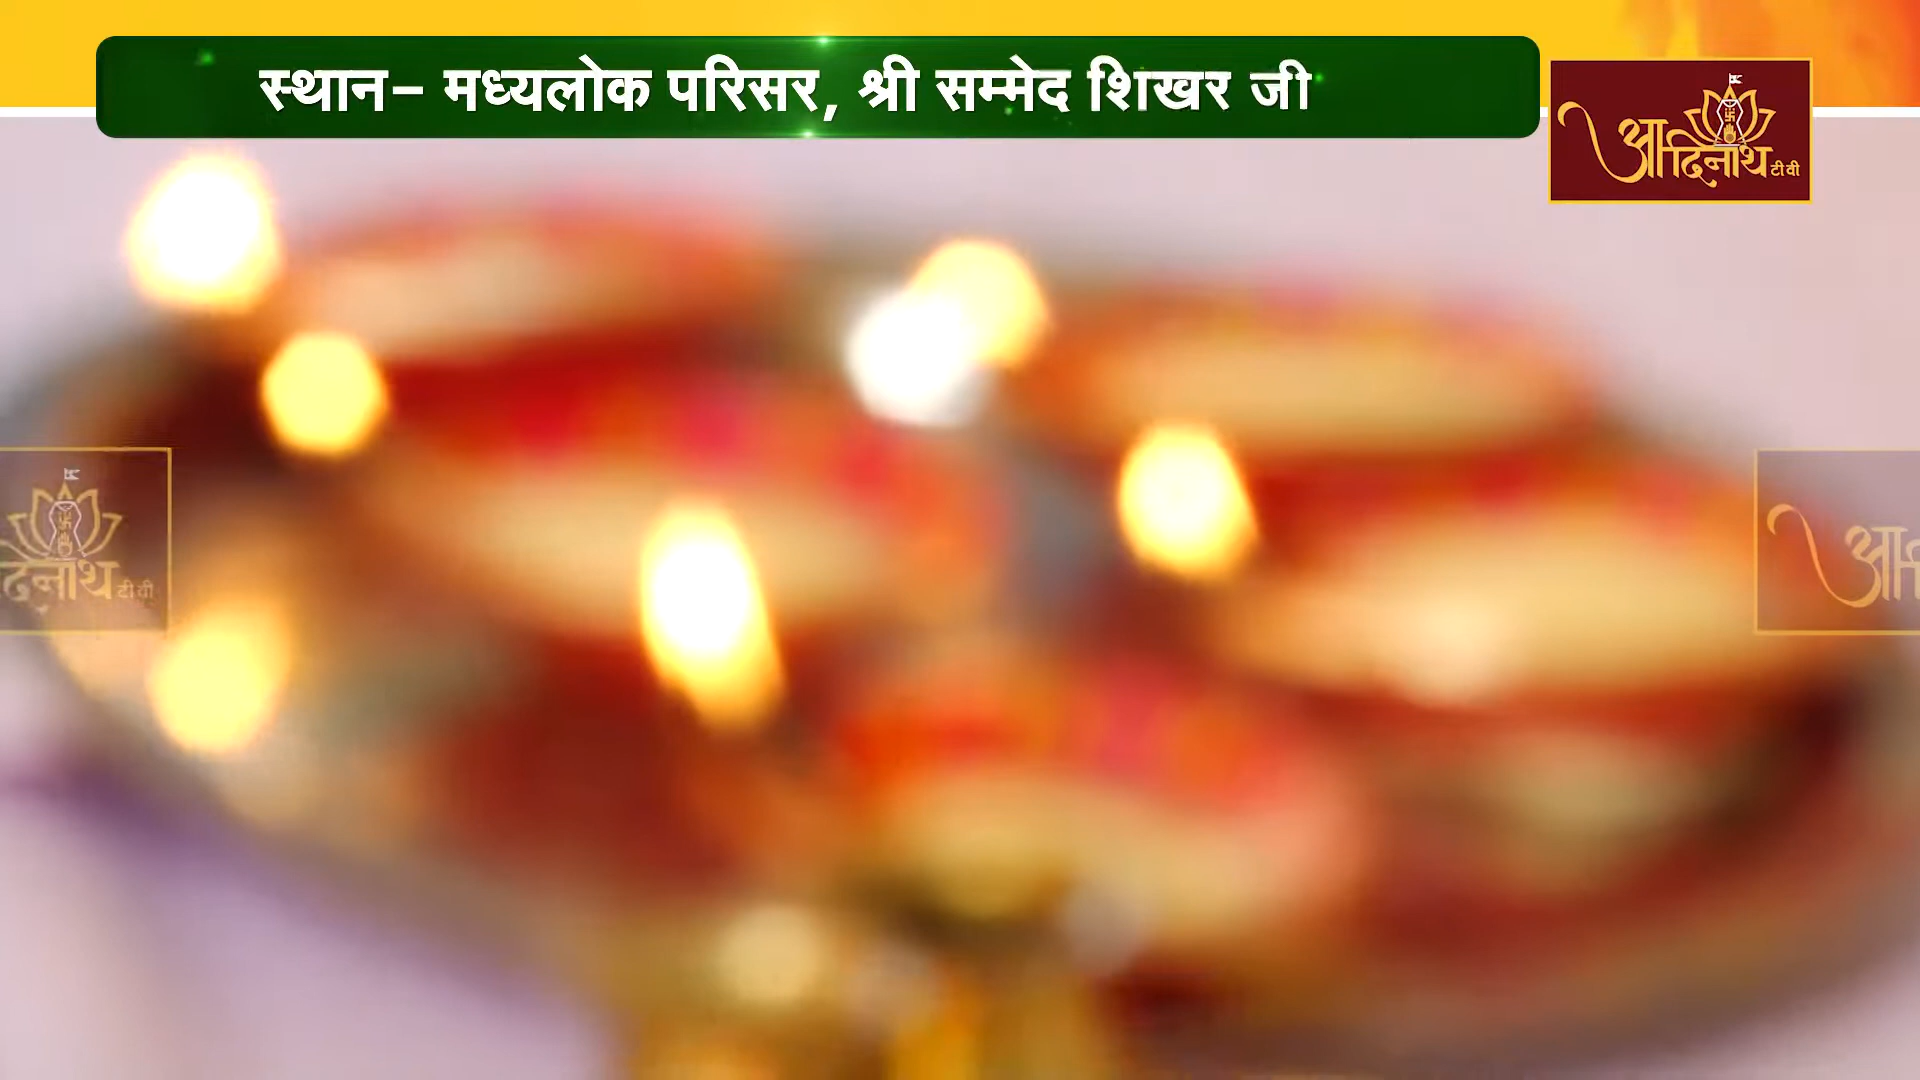 स्थान– मध्यलोक परिसर, श्री सम्मेद शिखर जी
आदिनाथ टीवी
दिनाथ टीवी
आ